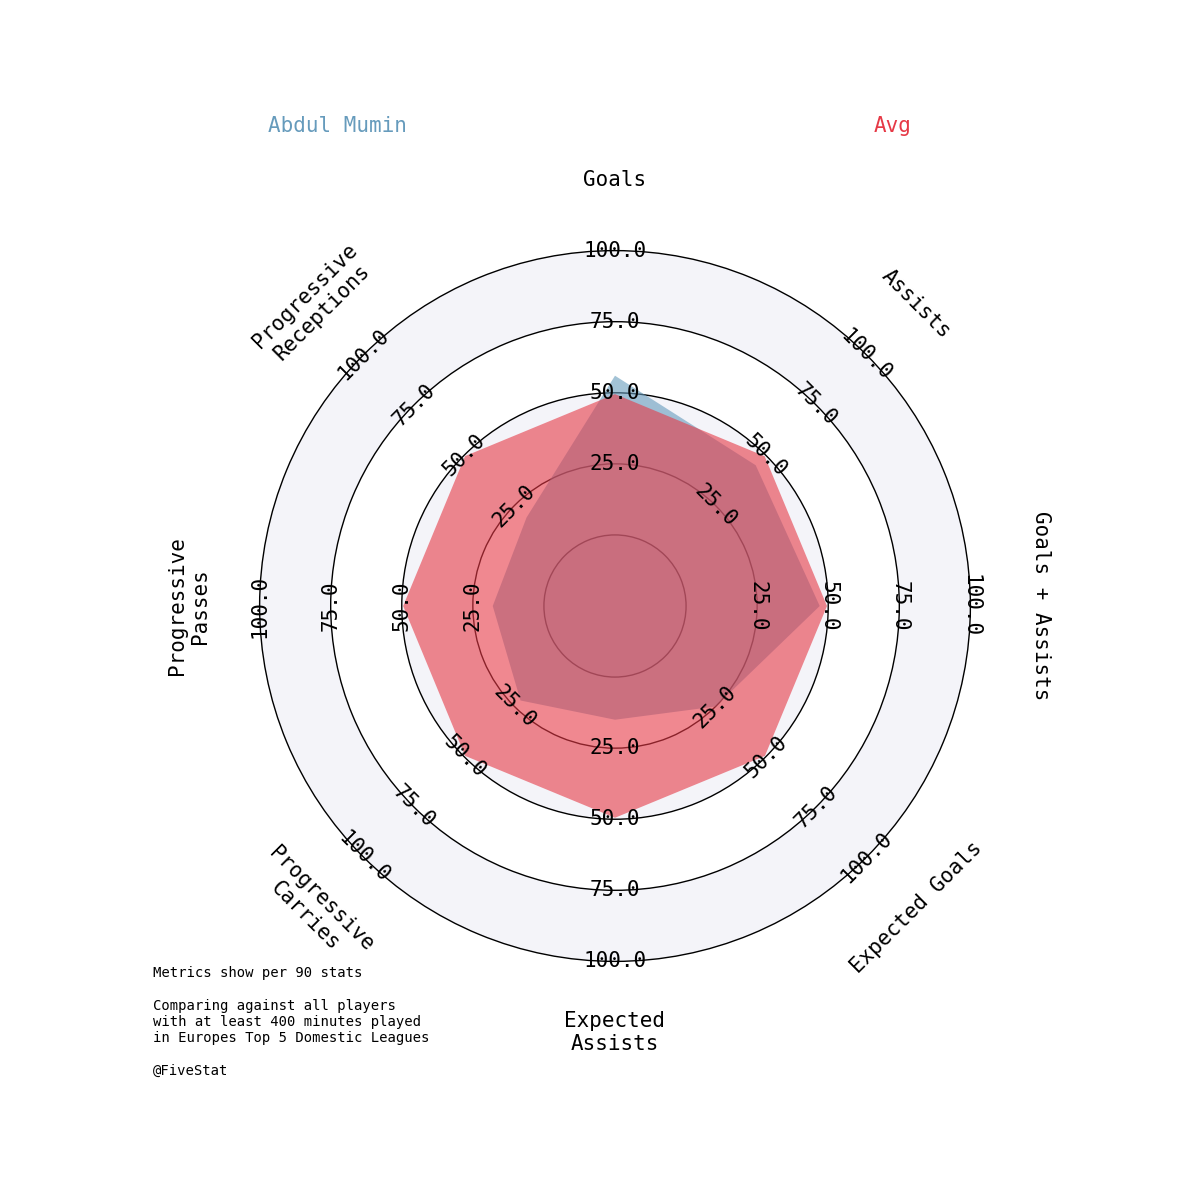 Abdul Mumin
Avg
Goals
Progressive
Receptions
Assists
100.0
75.0
50.0
25.0
100.0
75.0
50.0
25.0
100.0
75.0
50.0
25.0
Progressive
Passes
100.0
75.0
50.0
25.0
25.0
50.0
75.0
100.0
Goals + Assists
25.0
50.0
75.0
100.0
25.0
50.0
75.0
100.0
25.0
50.0
75.0
100.0
Progressive
Carries
Expected Goals
Expected
Assists
Metrics show per 90 stats
Comparing against all players
with at least 400 minutes played
in Europes Top 5 Domestic Leagues
@FiveStat